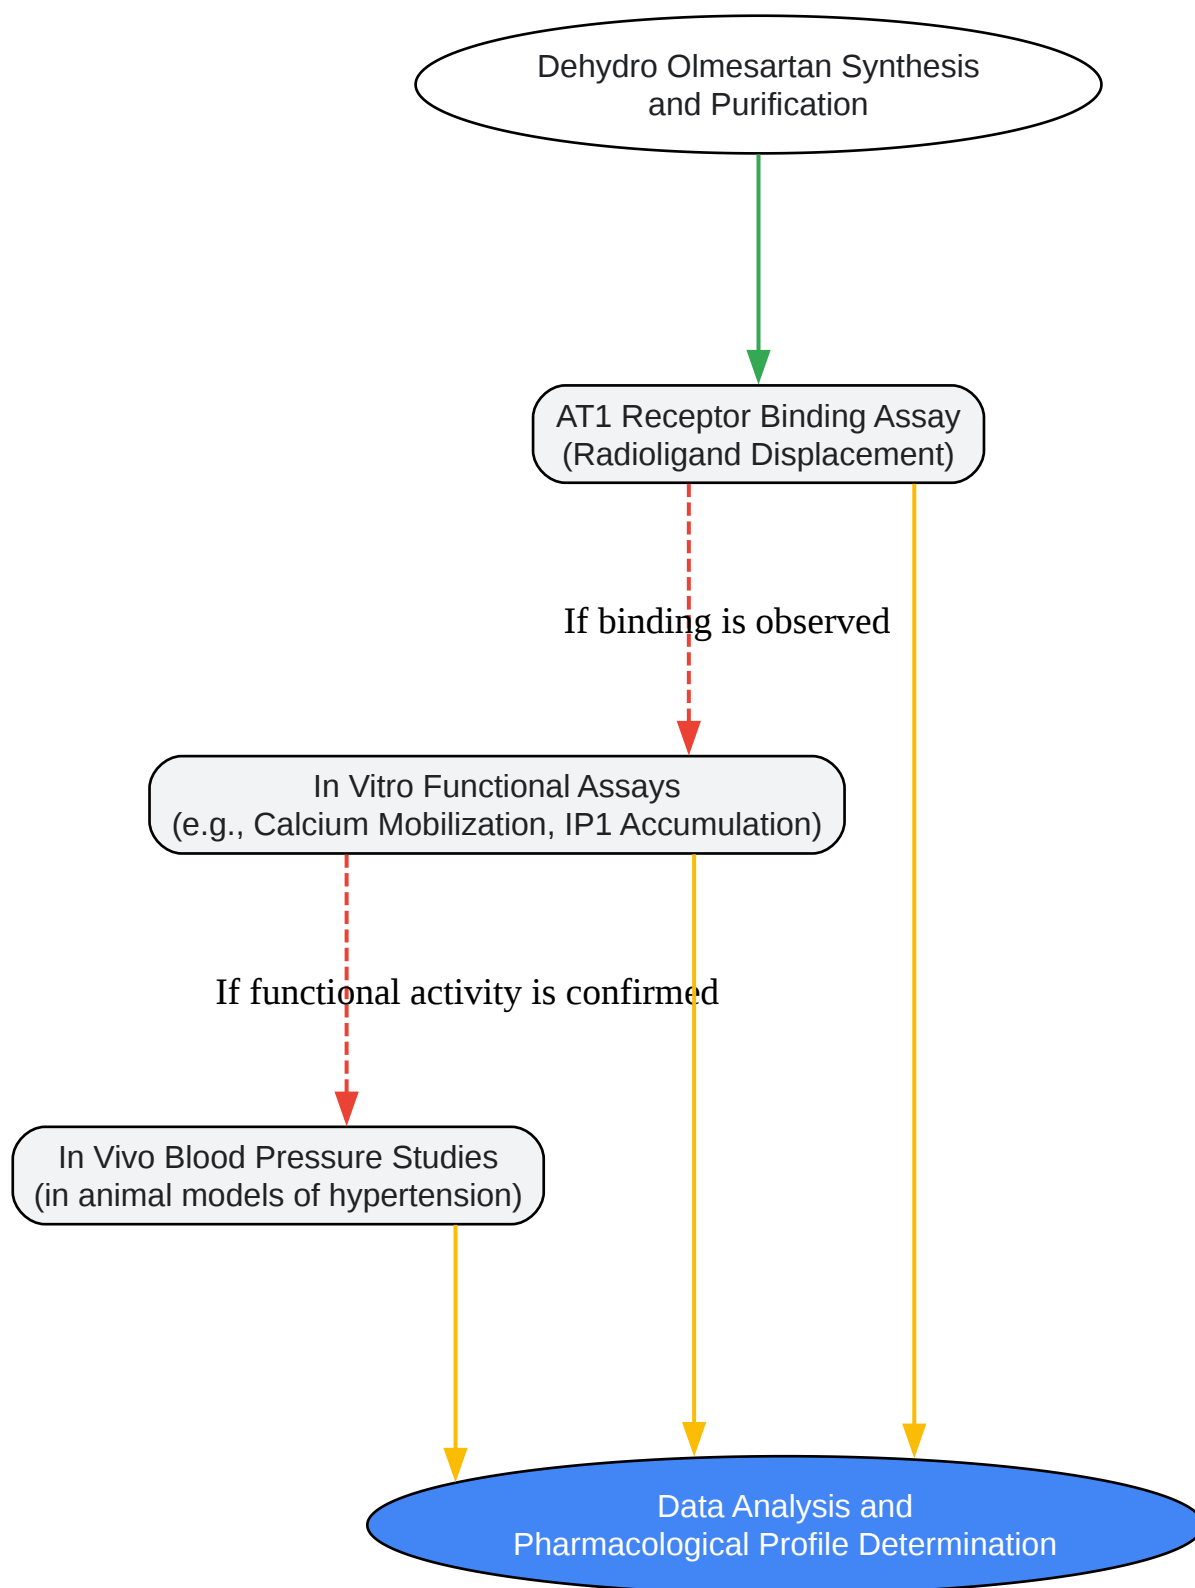 Dehydro Olmesartan Synthesis
and Purification
AT1 Receptor Binding Assay
(Radioligand Displacement)
If binding is observed
In Vitro Functional Assays
(e.g., Calcium Mobilization, IP1 Accumulation)
If functional activity is confirmed
In Vivo Blood Pressure Studies
(in animal models of hypertension)
Data Analysis and
Pharmacological Profile Determination